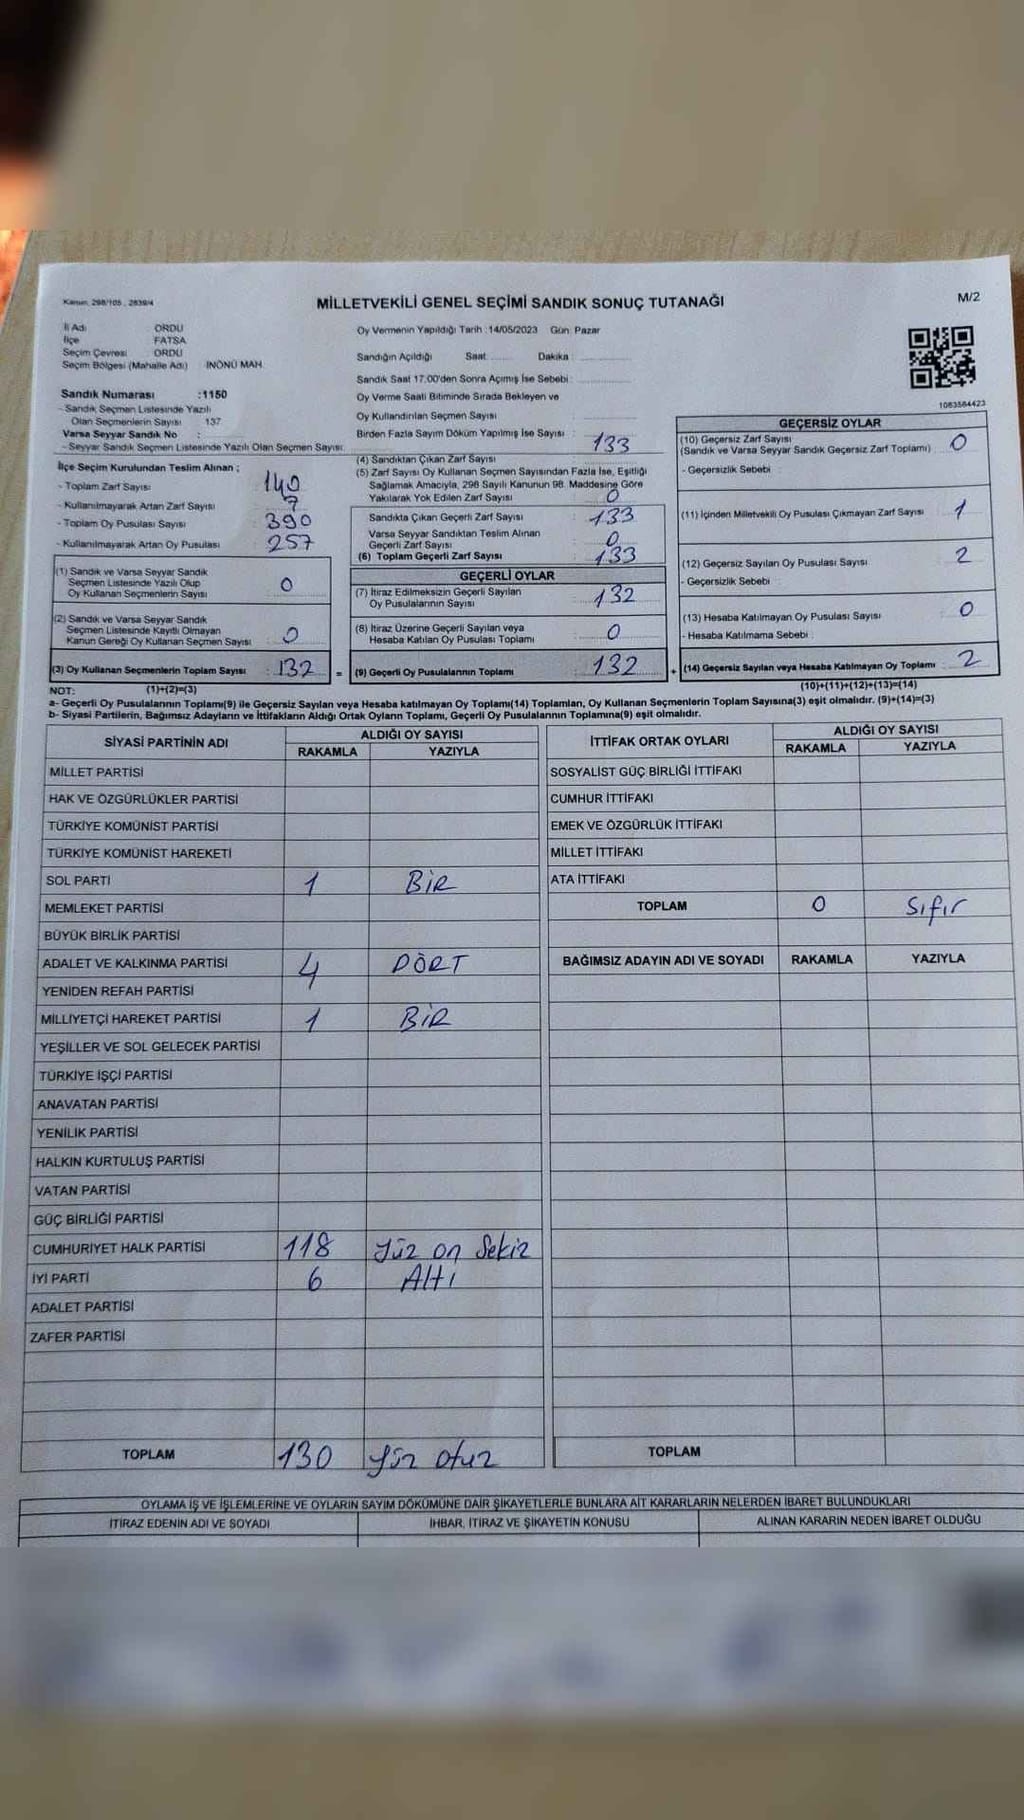 Kanun: 298/105, 2839/4
MİLLETVEKİLİ GENEL SEÇİMİ SANDIK SONUÇ TUTANAĞI
M/2
İl Adı ORDU
İlçe FATSA
Seçim Çevresi ORDU
Seçim Bölgesi (Mahalle Adı) İNÖNÜ MAH.
Sandık Numarası :1150
- Sandık Seçmen Listesinde Yazılı
Olan Seçmenlerin Sayısı 137
Varsa Seyyar Sandık No :
- Seyyar Sandık Seçmen Listesinde Yazılı Olan Seçmen Sayısı:
Oy Vermenin Yapıldığı Tarih :14/05/2023 Gün: Pazar
Sandığın Açıldığı Saat:........ Dakika :............
Sandık Saat 17:00'den Sonra Açımış İse Sebebi :............
Oy Verme Saati Bitiminde Sırada Bekleyen ve
Oy Kullandırılan Seçmen Sayısı :............
Birden Fazla Sayım Döküm Yapılmış İse Sayısı :
1083584423
İlçe Seçim Kurulundan Teslim Alınan ;
- Toplam Zarf Sayısı : 140
- Kullanılmayarak Artan Zarf Sayısı : 7
- Toplam Oy Pusulası Sayısı : 390
- Kullanılmayarak Artan Oy Pusulası : 257
(1) Sandık ve Varsa Seyyar Sandık
Seçmen Listesinde Yazılı Olup
Oy Kullanan Seçmenlerin Sayısı : 0
(2) Sandık ve Varsa Seyyar Sandık
Seçmen Listesinde Kayıtlı Olmayan
Kanun Gereği Oy Kullanan Seçmen Sayısı : 0
(3) Oy Kullanan Seçmenlerin Toplam Sayısı : 132 =
(1)+(2)=(3)
(4) Sandıktan Çıkan Zarf Sayısı : 133
(5) Zarf Sayısı Oy Kullanan Seçmen Sayısından Fazla İse, Eşitliği
Sağlamak Amacıyla, 298 Sayılı Kanunun 98. Maddesine Göre
Yakılarak Yok Edilen Zarf Sayısı : 0
Sandıkta Çıkan Geçerli Zarf Sayısı : 133
Varsa Seyyar Sandıktan Teslim Alınan
Geçerli Zarf Sayısı : 0
(6) Toplam Geçerli Zarf Sayısı : 133
GEÇERLİ OYLAR
(7) İtiraz Edilmeksizin Geçerli Sayılan
Oy Pusulalarının Sayısı : 132
(8) İtiraz Üzerine Geçerli Sayılan veya
Hesaba Katılan Oy Pusulası Toplamı : 0
(9) Geçerli Oy Pusulalarının Toplamı : 132 +
GEÇERSİZ OYLAR
(10) Geçersiz Zarf Sayısı
(Sandık ve Varsa Seyyar Sandık Geçersiz Zarf Toplamı) : 0
- Geçersizlik Sebebi :
(11) İçinden Milletvekili Oy Pusulası Çıkmayan Zarf Sayısı : 1
(12) Geçersiz Sayılan Oy Pusulası Sayısı : 2
- Geçersizlik Sebebi :
(13) Hesaba Katılmayan Oy Pusulası Sayısı : 0
- Hesaba Katılmama Sebebi :
(14) Geçersiz Sayılan veya Hesaba Katılmayan Oy Toplamı : 2
(10)+(11)+(12)+(13)=(14)
NOT:
a- Geçerli Oy Pusulalarının Toplamı(9) ile Geçersiz Sayılan veya Hesaba katılmayan Oy Toplamı(14) Toplamları, Oy Kullanan Seçmenlerin Toplam Sayısına(3) eşit olmalıdır. (9)+(14)=(3)
b- Siyasi Partilerin, Bağımsız Adayların ve İttifakların Aldığı Ortak Oyların Toplamı, Geçerli Oy Pusulalarının Toplamına(9) eşit olmalıdır.
SİYASİ PARTİNİN ADI ALDIĞI OY SAYISI
RAKAMLA YAZIYLA
MİLLET PARTİSİ
HAK VE ÖZGÜRLÜKLER PARTİSİ
TÜRKİYE KOMÜNİST PARTİSİ
TÜRKİYE KOMÜNİST HAREKETİ
SOL PARTİ 1 BİR
MEMLEKET PARTİSİ
BÜYÜK BİRLİK PARTİSİ
ADALET VE KALKINMA PARTİSİ 4 DÖRT
YENİDEN REFAH PARTİSİ
MİLLİYETÇİ HAREKET PARTİSİ 1 BİR
YEŞİLLER VE SOL GELECEK PARTİSİ
TÜRKİYE İŞÇİ PARTİSİ
ANAVATAN PARTİSİ
YENİLİK PARTİSİ
HALKIN KURTULUŞ PARTİSİ
VATAN PARTİSİ
GÜÇ BİRLİĞİ PARTİSİ
CUMHURİYET HALK PARTİSİ 118 Yüz on Sekiz
İYİ PARTİ 6 Altı
ADALET PARTİSİ
ZAFER PARTİSİ
TOPLAM 130 Yüz otuz
İTTİFAK ORTAK OYLARI ALDIĞI OY SAYISI
RAKAMLA YAZIYLA
SOSYALİST GÜÇ BİRLİĞİ İTTİFAKI
CUMHUR İTTİFAKI
EMEK VE ÖZGÜRLÜK İTTİFAKI
MİLLET İTTİFAKI
ATA İTTİFAKI
TOPLAM 0 Sıfır
BAĞIMSIZ ADAYIN ADI VE SOYADI RAKAMLA YAZIYLA
TOPLAM
OYLAMA İŞ VE İŞLEMLERİNE VE OYLARIN SAYIM DÖKÜMÜNE DAİR ŞİKAYETLERLE BUNLARA AİT KARARLARIN NELERDEN İBARET BULUNDUKLARI
İTİRAZ EDENİN ADI VE SOYADI İHBAR, İTİRAZ VE ŞİKAYETİN KONUSU ALINAN KARARIN NEDEN İBARET OLDUĞU